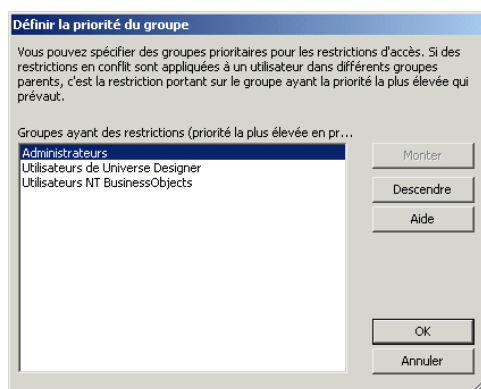 Définir la priorité du groupe
Vous pouvez spécifier des groupes prioritaires pour les restrictions d'accès. Si des
restrictions en conflit sont appliquées à un utilisateur dans différents groupes
parents, c'est la restriction portant sur le groupe ayant la priorité la plus élevée qui
prévaut.
Groupes ayant des restrictions (priorité la plus élevée en pr...
Administrateurs
Utilisateurs de Universe Designer
Utilisateurs NT BusinessObjects
Monter
Descendre
Aide
OK
Annuler